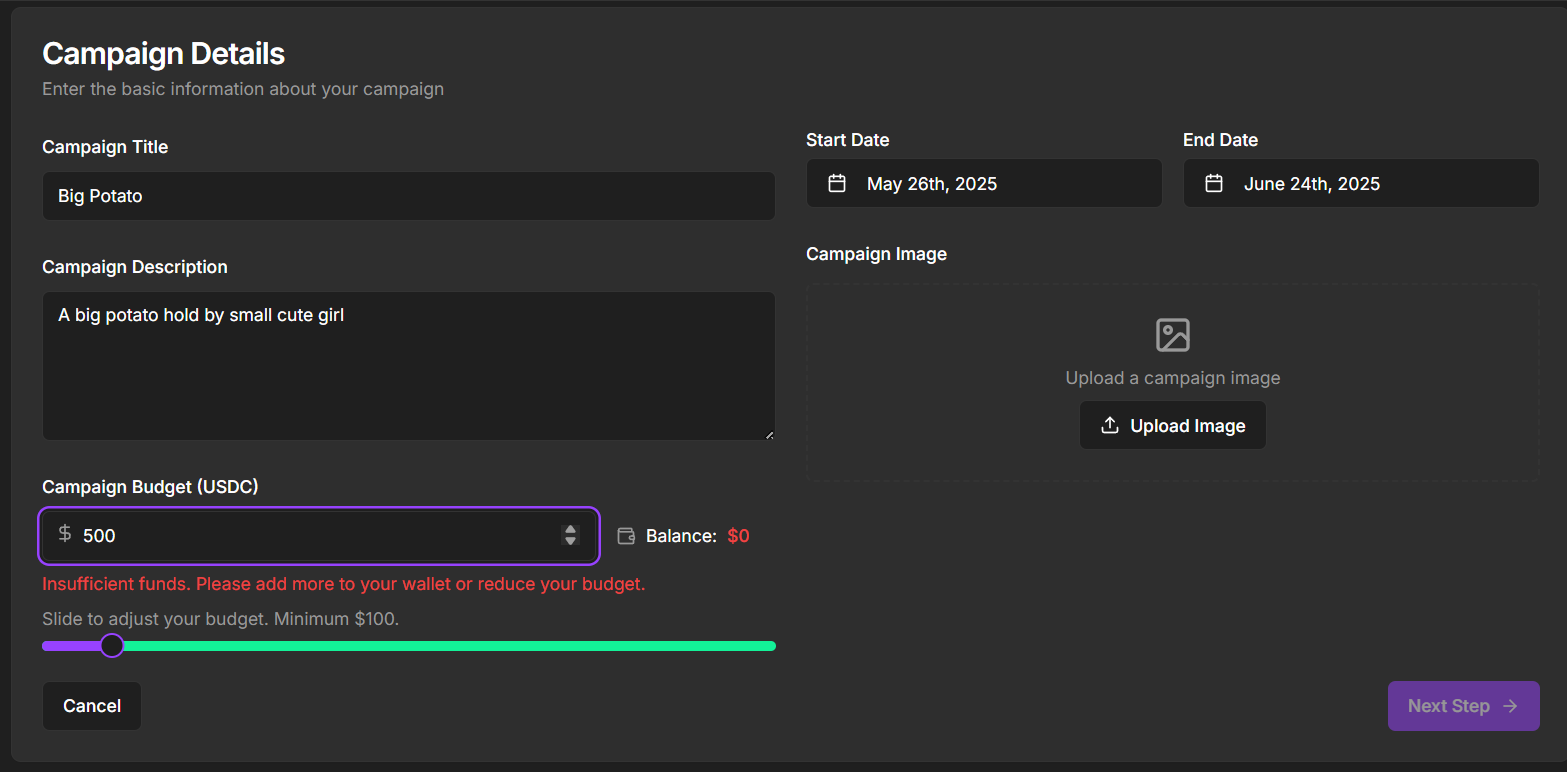 Campaign Details
Enter the basic information about your campaign
Campaign Title
Big Potato
Campaign Description
A big potato hold by small cute girl
Campaign Budget (USDC)
$ 500
Balance: $0
Insufficient funds. Please add more to your wallet or reduce your budget.
Slide to adjust your budget. Minimum $100.
Cancel
Start Date
May 26th, 2025
End Date
June 24th, 2025
Campaign Image
Upload a campaign image
Upload Image
Next Step